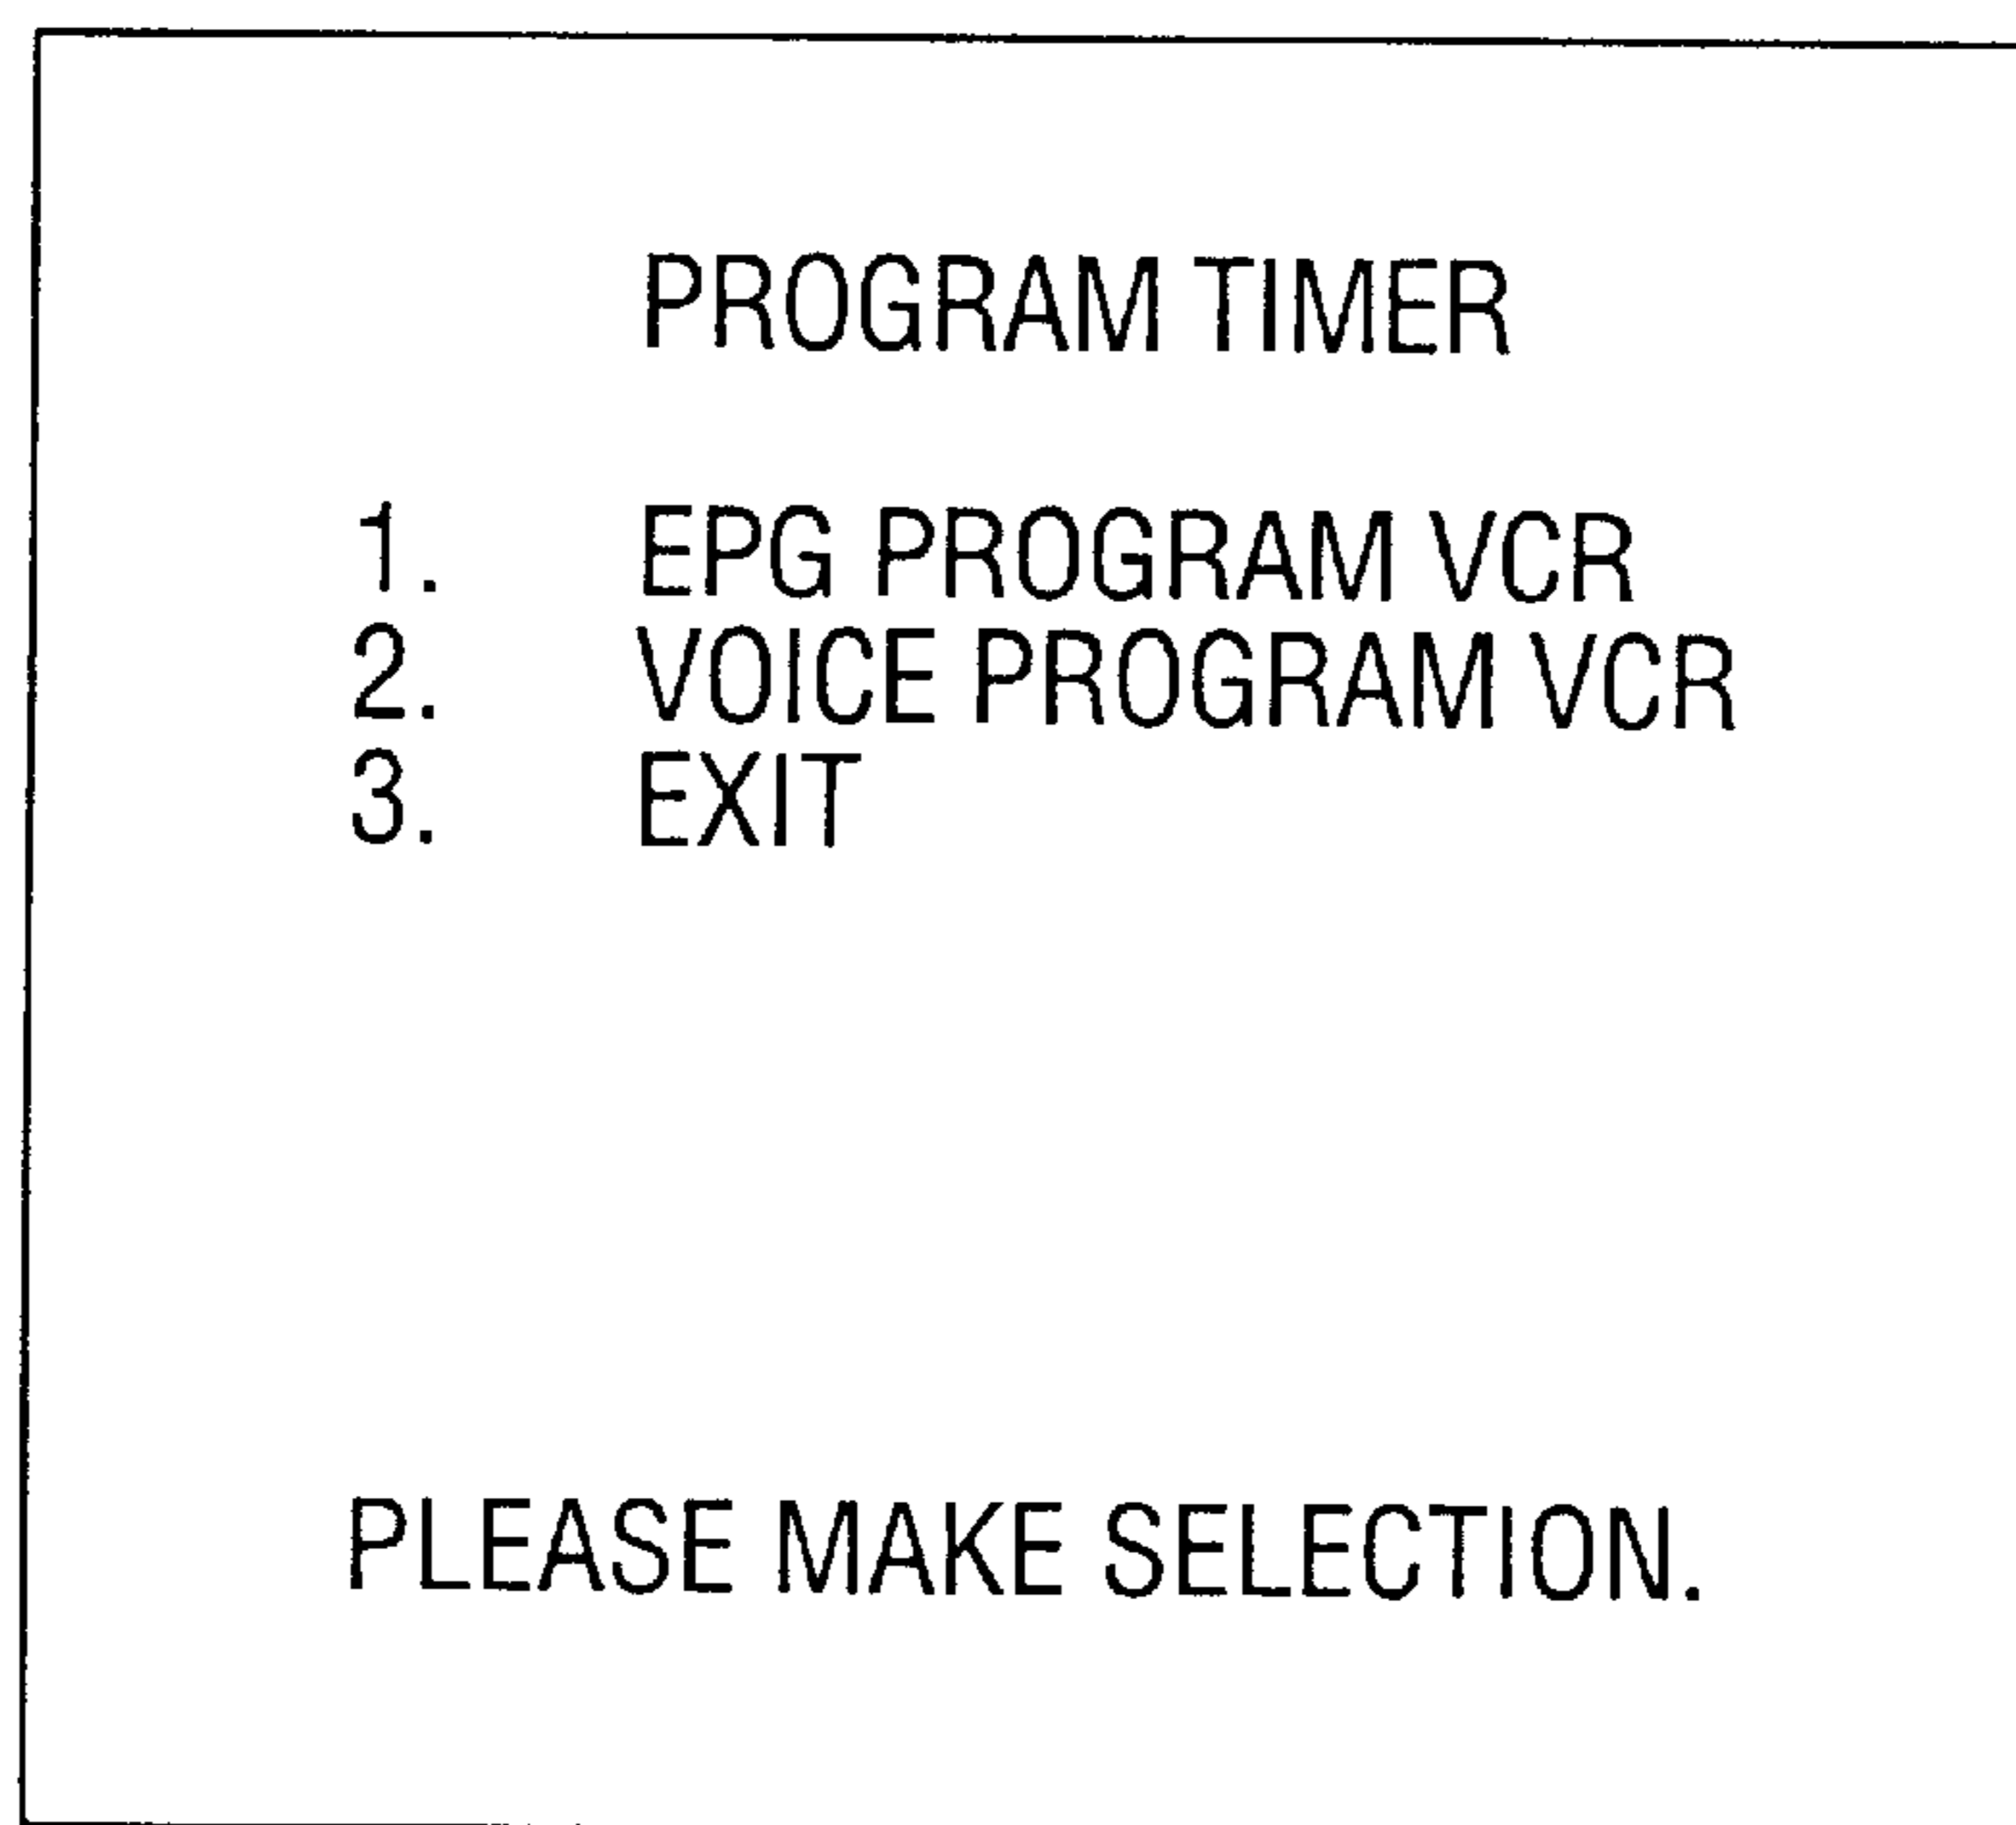 PROGRAM TIMER
1. EPG PROGRAM VCR
2. VOICE PROGRAM VCR
3. EXIT
PLEASE MAKE SELECTION.